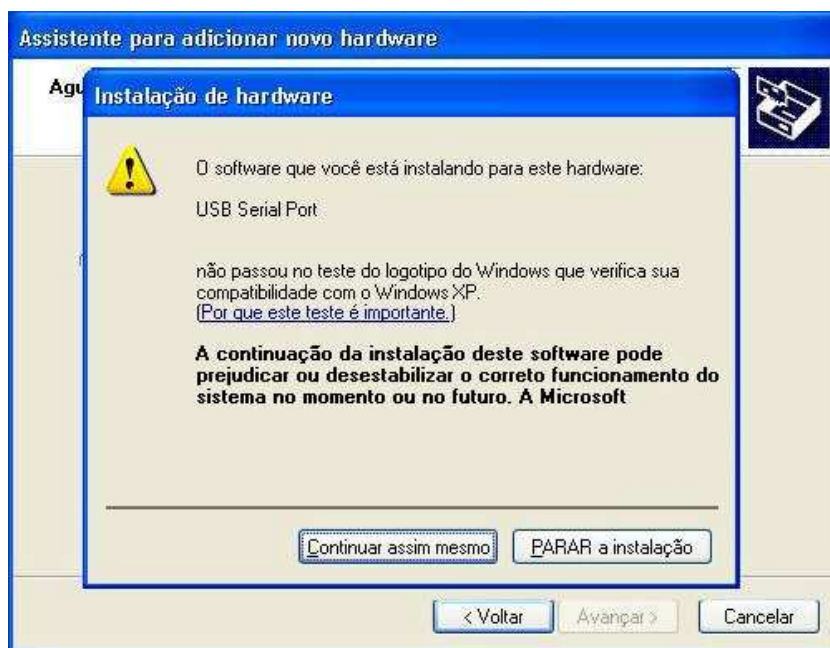 Assistente para adicionar novo hardware
Agu
Instalação de hardware
O software que você está instalando para este hardware:
USB Serial Port
não passou no teste do logotipo do Windows que verifica sua
compatibilidade com o Windows XP.
(Por que este teste é importante.)
A continuação da instalação deste software pode
prejudicar ou desestabilizar o correto funcionamento do
sistema no momento ou no futuro. A Microsoft
Continuar assim mesmo
PARAR a instalação
< Voltar
Avançar >
Cancelar